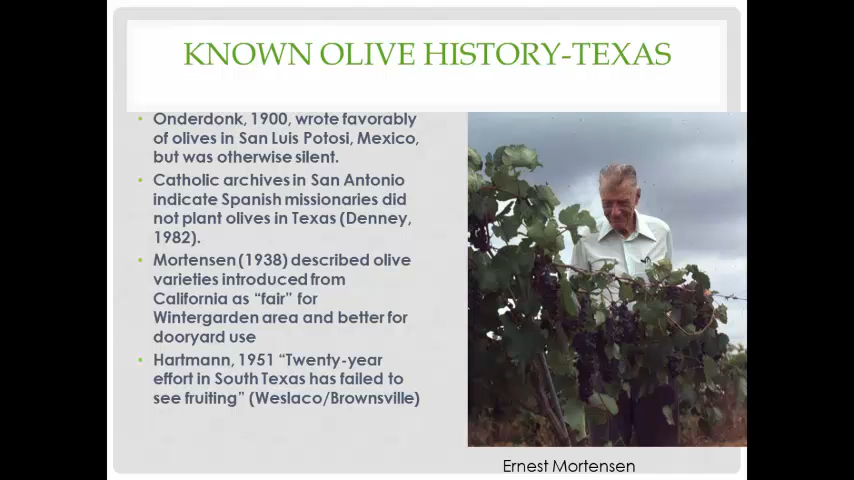 KNOWN OLIVE HISTORY-TEXAS
• Onderdonk, 1900, wrote favorably
of olives in San Luis Potosi, Mexico,
but was otherwise silent.
• Catholic archives in San Antonio
indicate Spanish missionaries did
not plant olives in Texas (Denney,
1982).
• Mortensen (1938) described olive
varieties introduced from
California as “fair” for
Wintergarden area and better for
dooryard use
• Hartmann, 1951 “Twenty-year
effort in South Texas has failed to
see fruiting” (Weslaco/Brownsville)
Ernest Mortensen